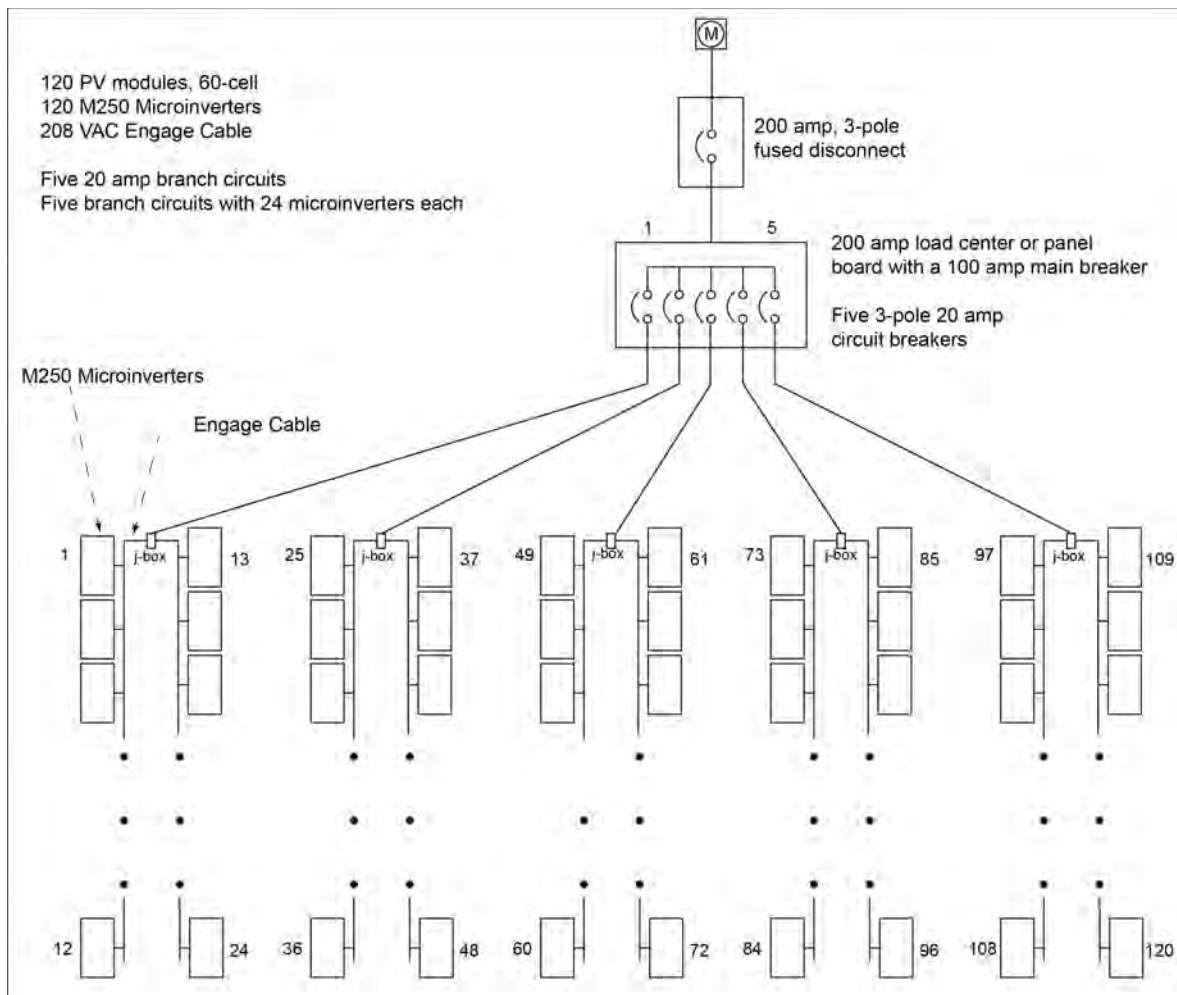 M
120 PV modules, 60-cell
120 M250 Microinverters
208 VAC Engage Cable
200 amp, 3-pole
fused disconnect
Five 20 amp branch circuits
Five branch circuits with 24 microinverters each
1
5
200 amp load center or panel
board with a 100 amp main breaker
Five 3-pole 20 amp
circuit breakers
M250 Microinverters
Engage Cable
1
j-box
13
25
j-box
37
49
j-box
61
73
j-box
85
97
j-box
109
12
24
36
48
60
72
84
96
108
120